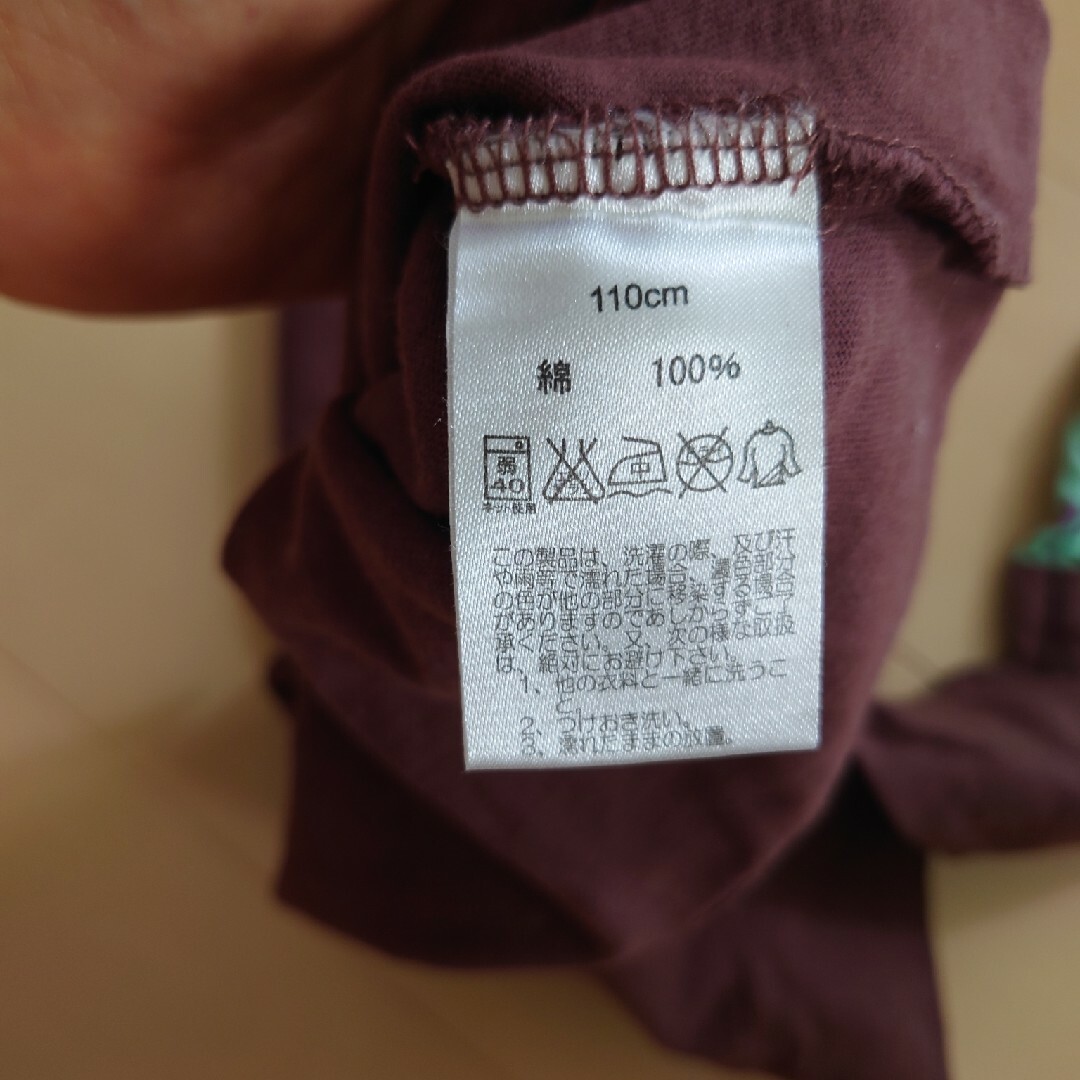 110cm
綿 100%
弱
40
ネット使用
中
この製品は、洗濯の際、及び汗
や雨等で濡れた場合、濃色部分
の色が他の部分に移染する場合
がありますのであしからずご了
承ください。又、次の様な取扱
は、絶対にお避け下さい。
1、他の衣料と一緒に洗うこ
と。
2、つけおき洗い。
3、濡れたままの放置。